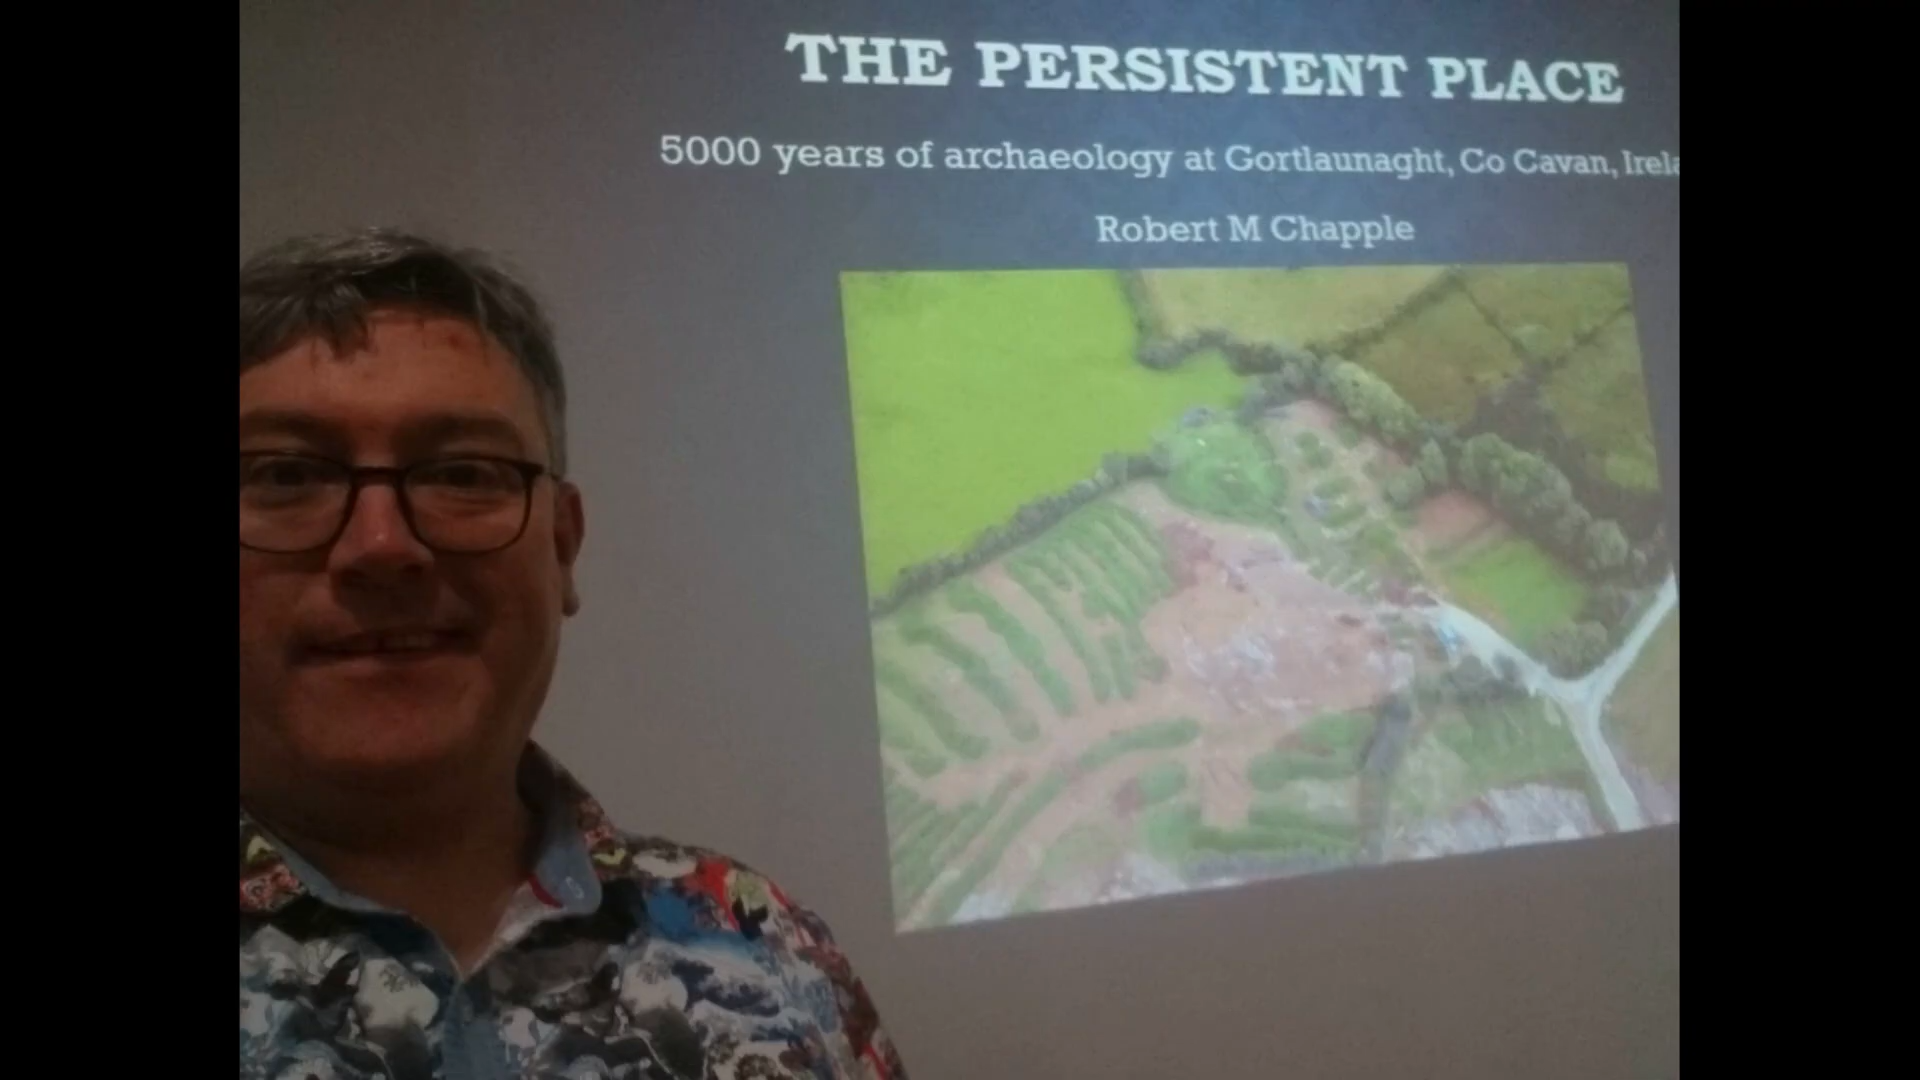 THE PERSISTENT PLACE
5000 years of archaeology at Gortlaunaght, Co Cavan,
Robert M Chapple